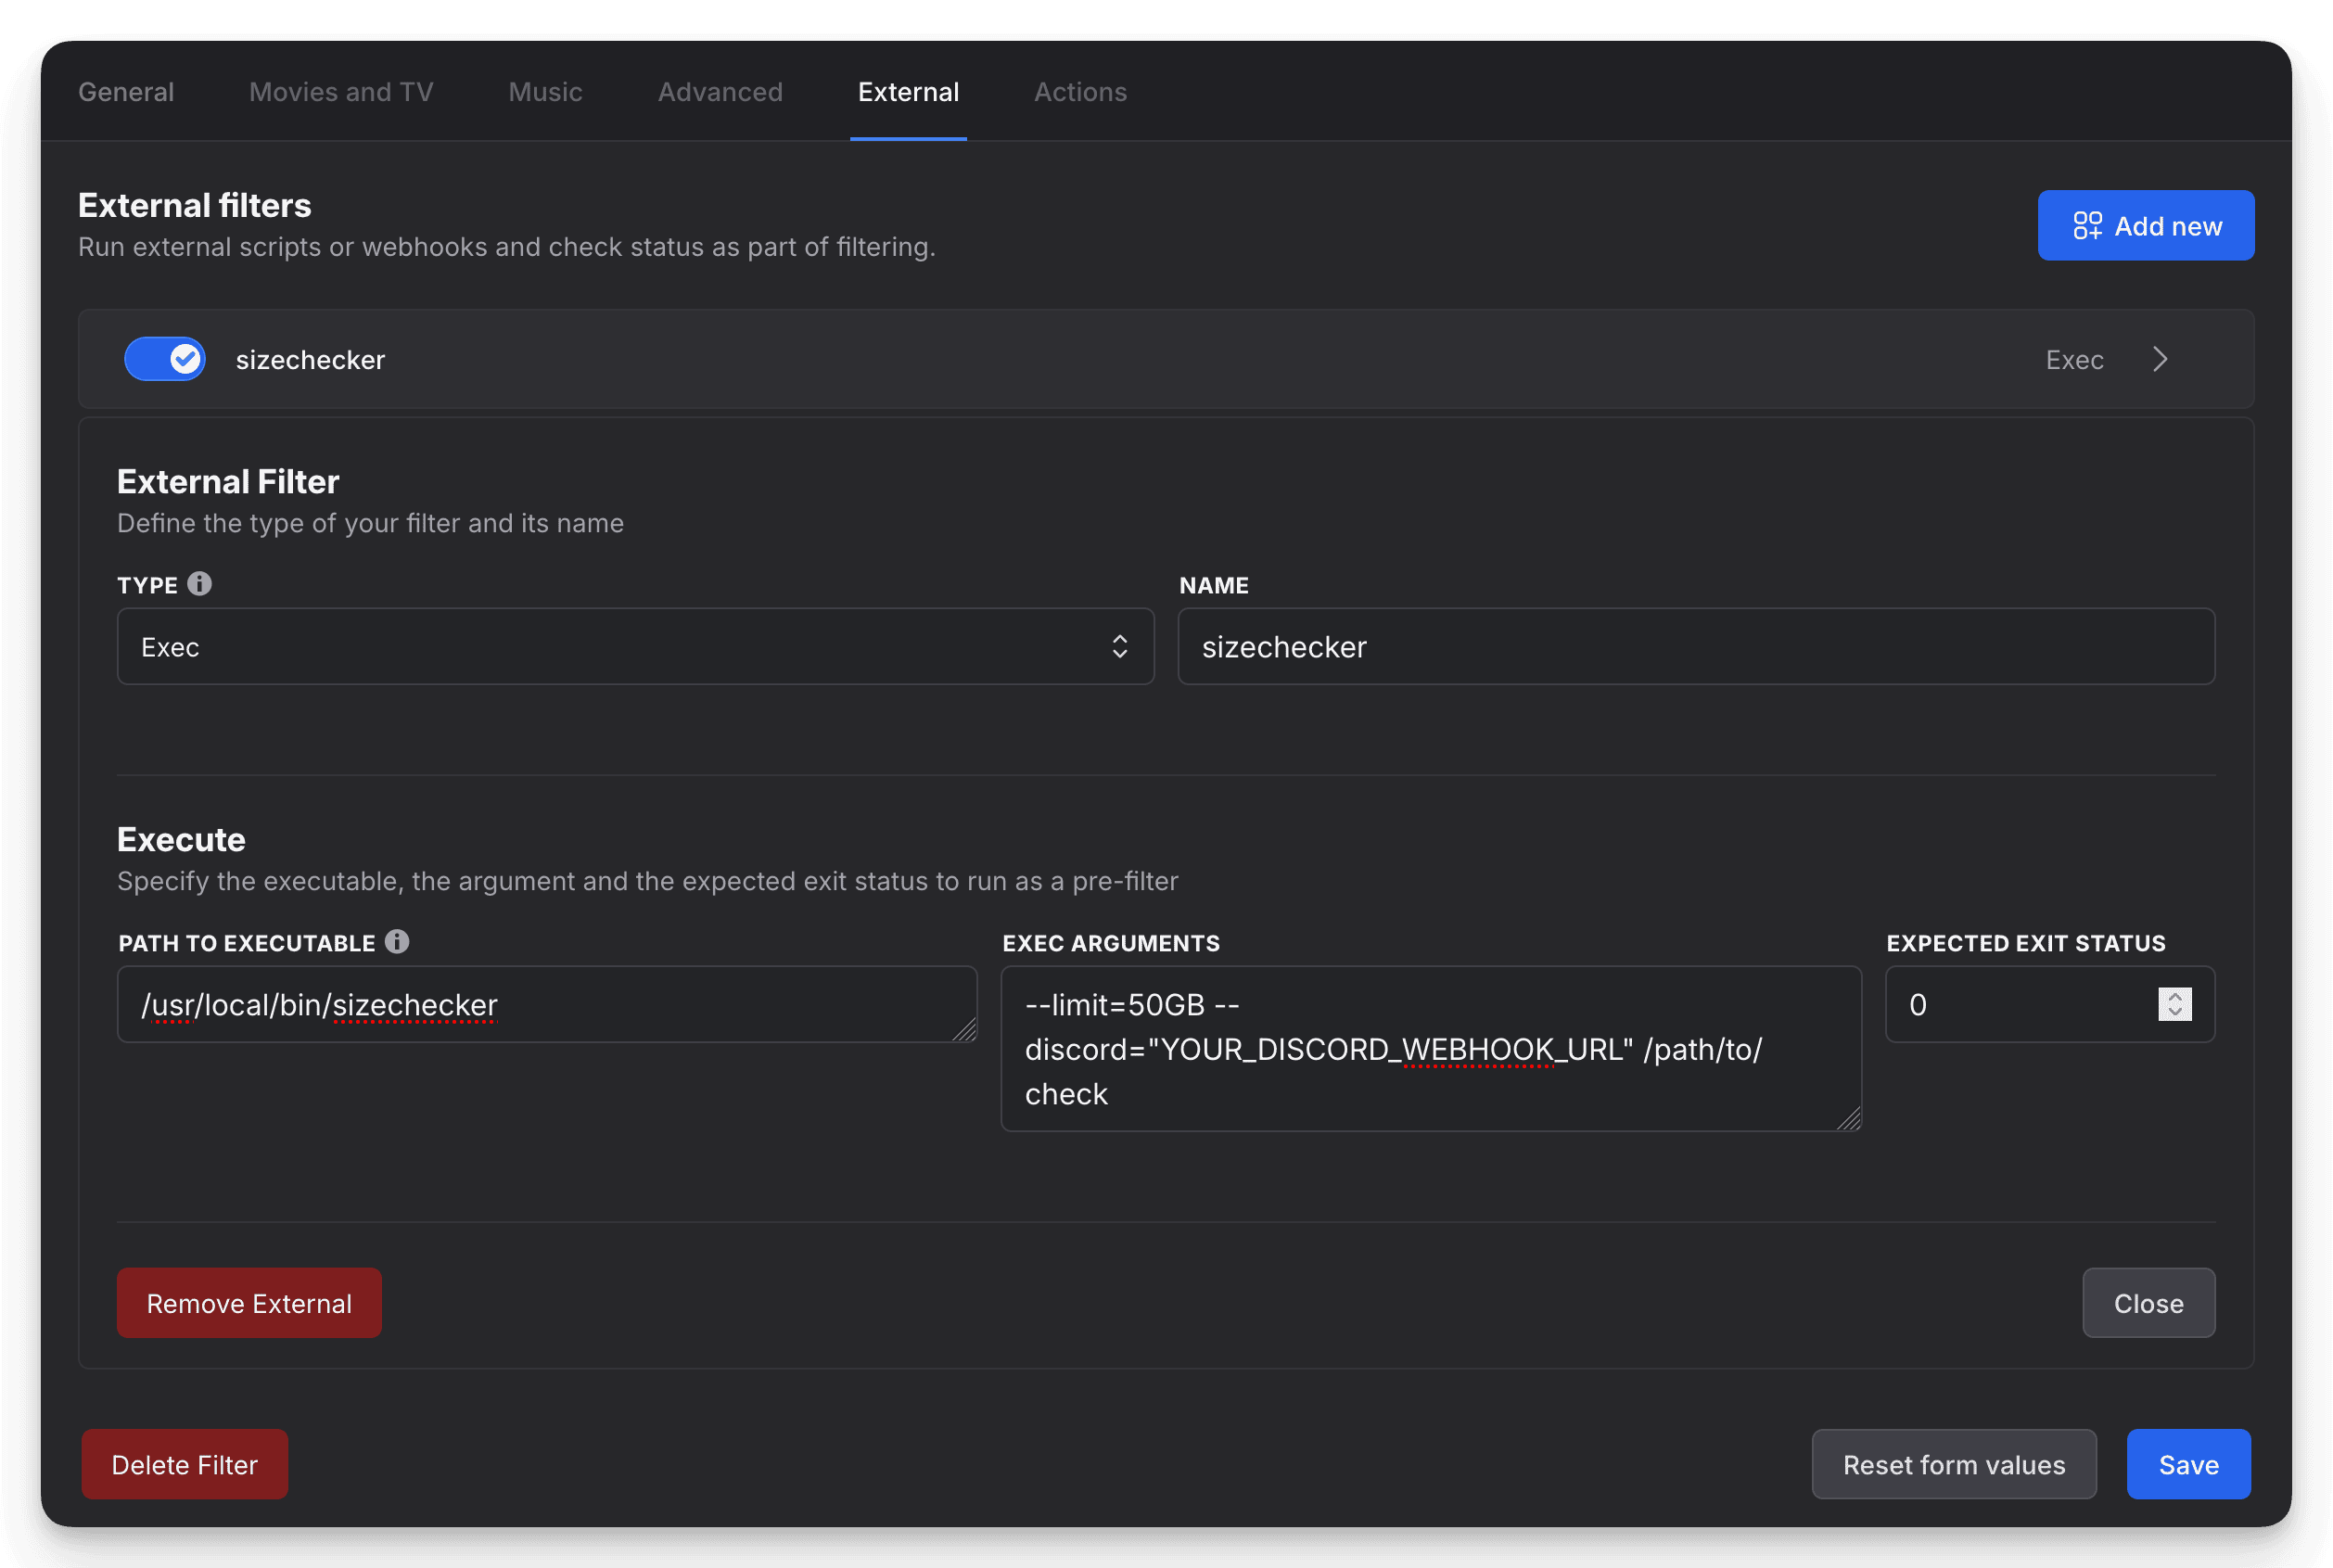 General Movies and TV Music Advanced External Actions
External filters
Run external scripts or webhooks and check status as part of filtering.
Add new
sizechecker
Exec
External Filter
Define the type of your filter and its name
TYPE
Exec
NAME
sizechecker
Execute
Specify the executable, the argument and the expected exit status to run as a pre-filter
PATH TO EXECUTABLE
/usr/local/bin/sizechecker
EXEC ARGUMENTS
--limit=50GB --
discord="YOUR_DISCORD_WEBHOOK_URL" /path/to/
check
EXPECTED EXIT STATUS
0
Remove External
Close
Delete Filter
Reset form values
Save